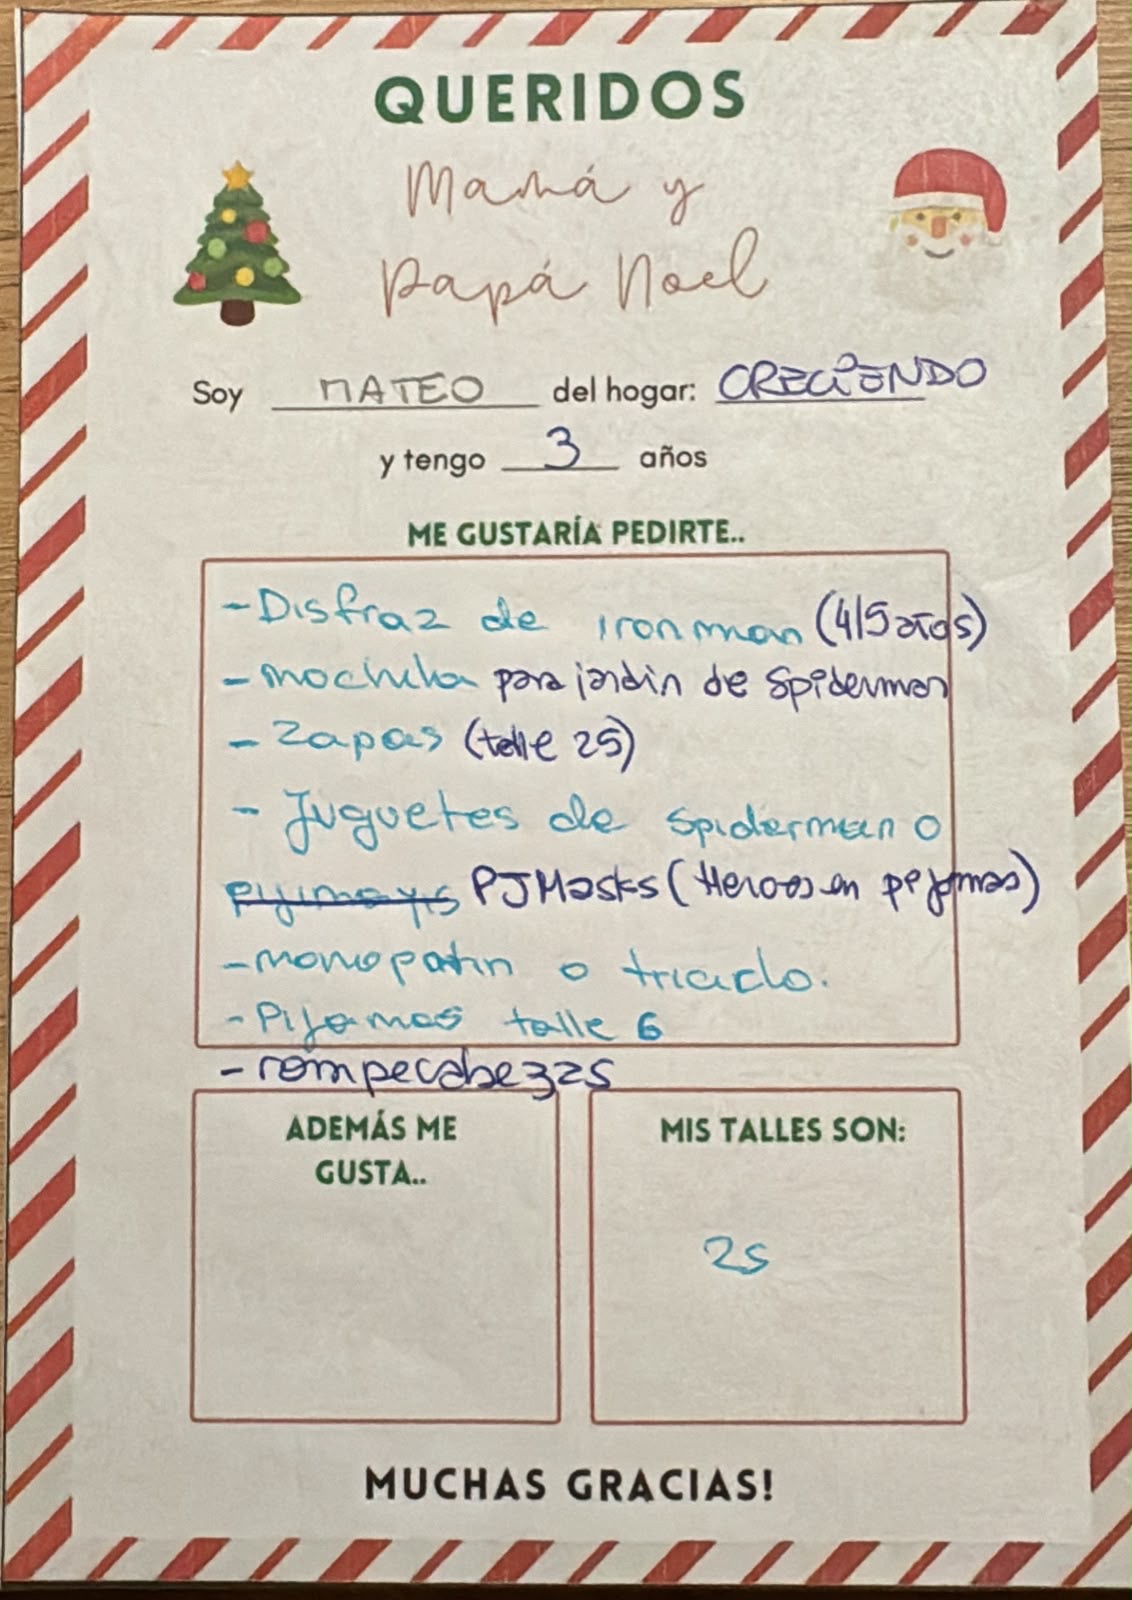 QUERIDOS
Mamá y
Papá Noel
Soy MATEO del hogar: CRECIENDO
y tengo 3 años
ME GUSTARÍA PEDIRTE..
- Disfraz de ironman (4/5 años)
- mochila para jardin de Spiderman
- Zapas (talle 25)
- Juguetes de spiderman o
PJ Masks (Heroes en pijamas)
- monopatin o triciclo.
- Pijamas talle 6
- rompecabezas
ADEMÁS ME
GUSTA..
MIS TALLES SON:
25
MUCHAS GRACIAS!